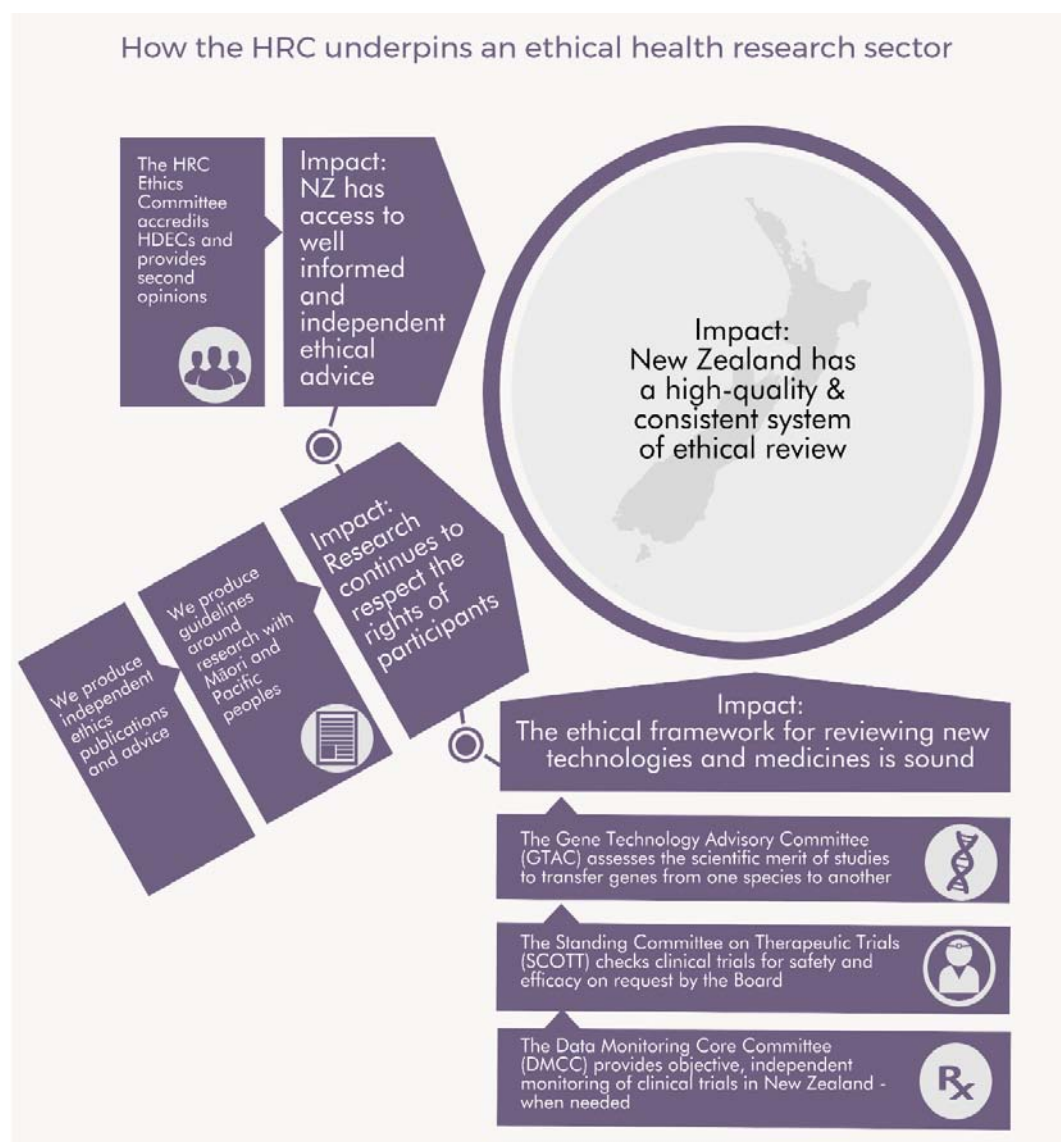 How the HRC underpins an ethical health research sector
The HRC
Ethics
Committee
accredits
HDECs and
provides
second
opinions
Impact:
NZ has
access to
well
informed
and
independent
ethical
advice
Impact:
New Zealand has
a high-quality &
consistent system
of ethical review
We produce
independent
ethics
publications
and advice
We produce
guidelines
around
research with
Māori and
Pacific
peoples
Impact:
Research
continues to
respect the
rights of
participants
Impact:
The ethical framework for reviewing new
technologies and medicines is sound
The Gene Technology Advisory Committee
(GTAC) assesses the scientific merit of studies
to transfer genes from one species to another
The Standing Committee on Therapeutic Trials
(SCOTT) checks clinical trials for safety and
efficacy on request by the Board
The Data Monitoring Core Committee
(DMCC) provides objective, independent
monitoring of clinical trials in New Zealand -
when needed
Rx